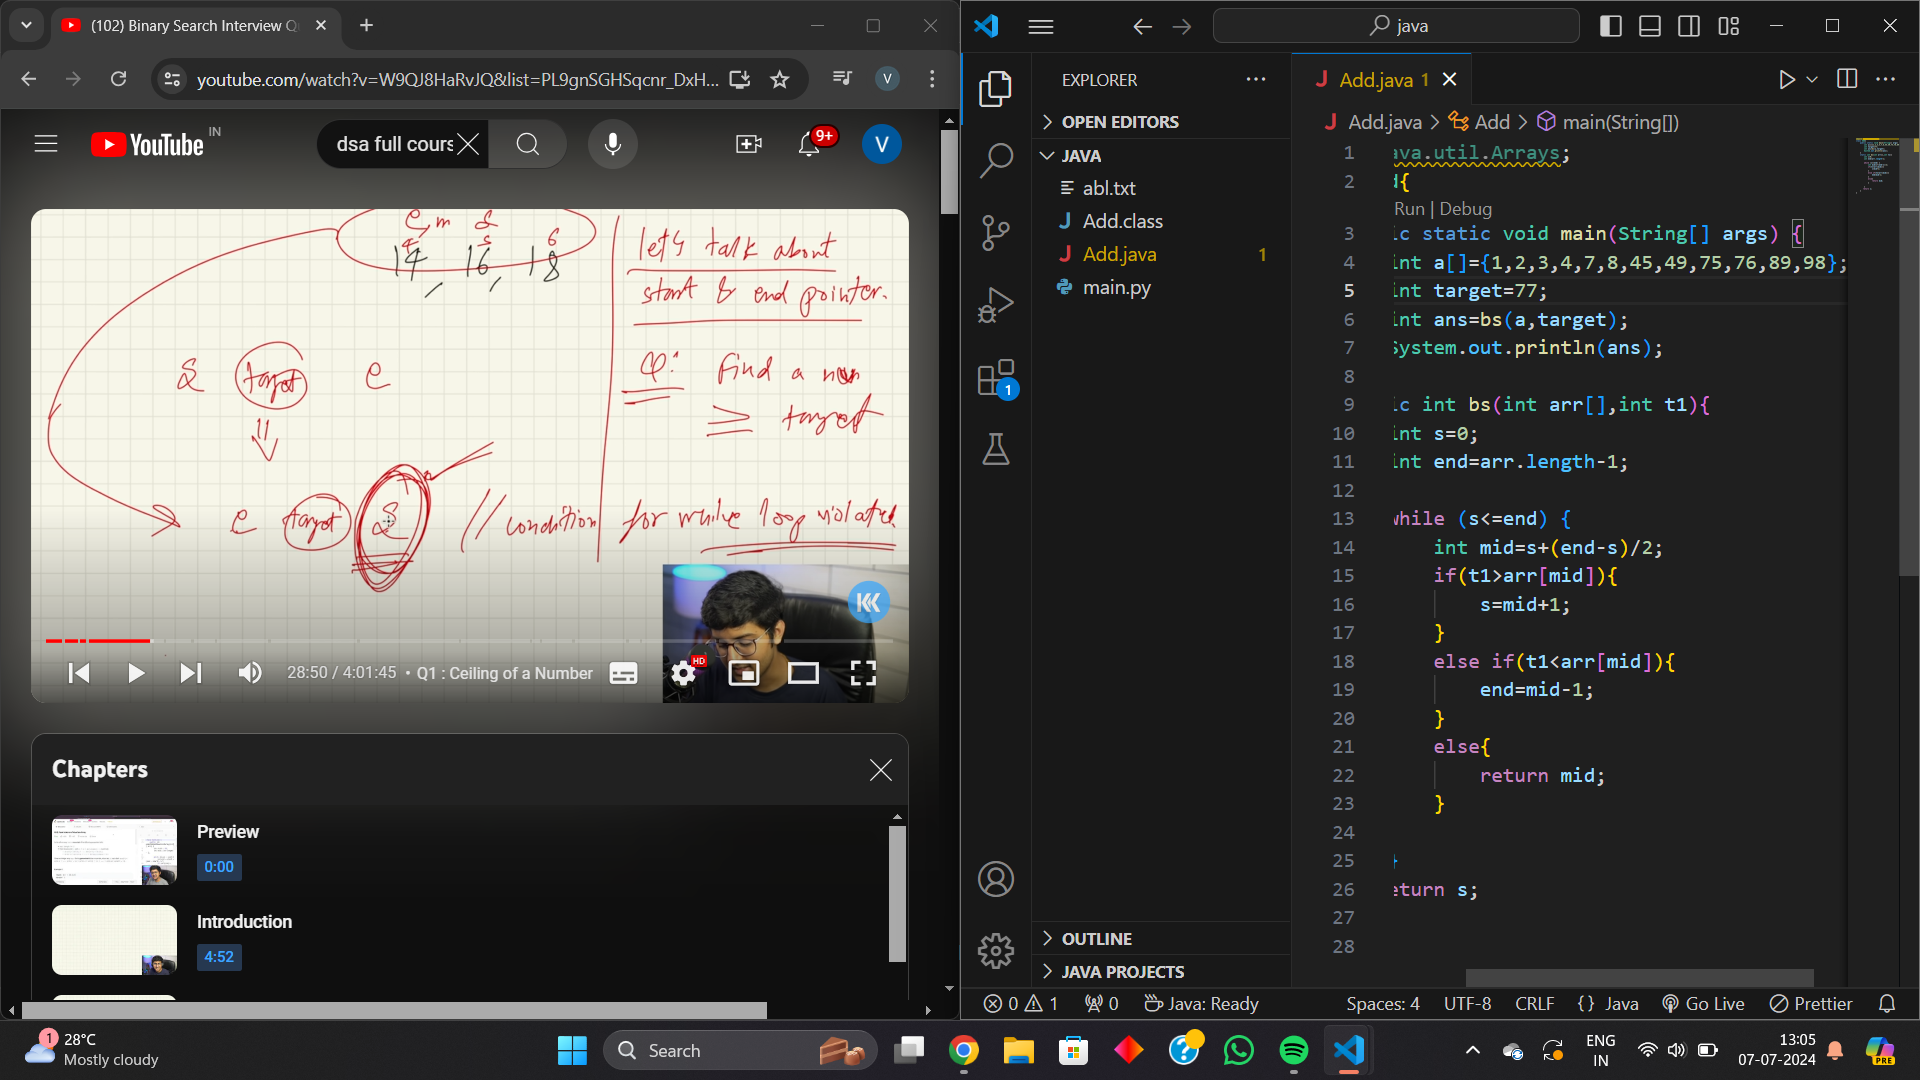 (102) Binary Search Interview Q
youtube.com/watch?v=W9QJ8HaRvJQ&list=PL9gnSGHSqcnr_DxH...
V
YouTube IN
dsa full cours
9+
V
e m s
4 5 6
14, 16, 18
let's talk about
start & end pointer.
s target e
Q: Find a
≥ target
e target s // condition for while loop violated
HD
28:50 / 4:01:45 • Q1 : Ceiling of a Number
Chapters
Preview
0:00
Introduction
4:52
java
EXPLORER
OPEN EDITORS
JAVA
abl.txt
J Add.class
J Add.java 1
main.py
1
OUTLINE
JAVA PROJECTS
J Add.java 1
J Add.java > Add > main(String[])
1 ava.util.Arrays;
2 d{
Run | Debug
3 ic static void main(String[] args) {
4 int a[]={1,2,3,4,7,8,45,49,75,76,89,98};
5 int target=77;
6 int ans=bs(a,target);
7 System.out.println(ans);
8
9 ic int bs(int arr[],int t1){
10 int s=0;
11 int end=arr.length-1;
12
13 while (s<=end) {
14 int mid=s+(end-s)/2;
15 if(t1>arr[mid]){
16 s=mid+1;
17 }
18 else if(t1<arr[mid]){
19 end=mid-1;
20 }
21 else{
22 return mid;
23 }
24
25 }
26 eturn s;
27
28
0 1 0 Java: Ready Spaces: 4 UTF-8 CRLF {} Java Go Live Prettier
1
28°C
Mostly cloudy
Search
PRE
ENG
IN
13:05
07-07-2024